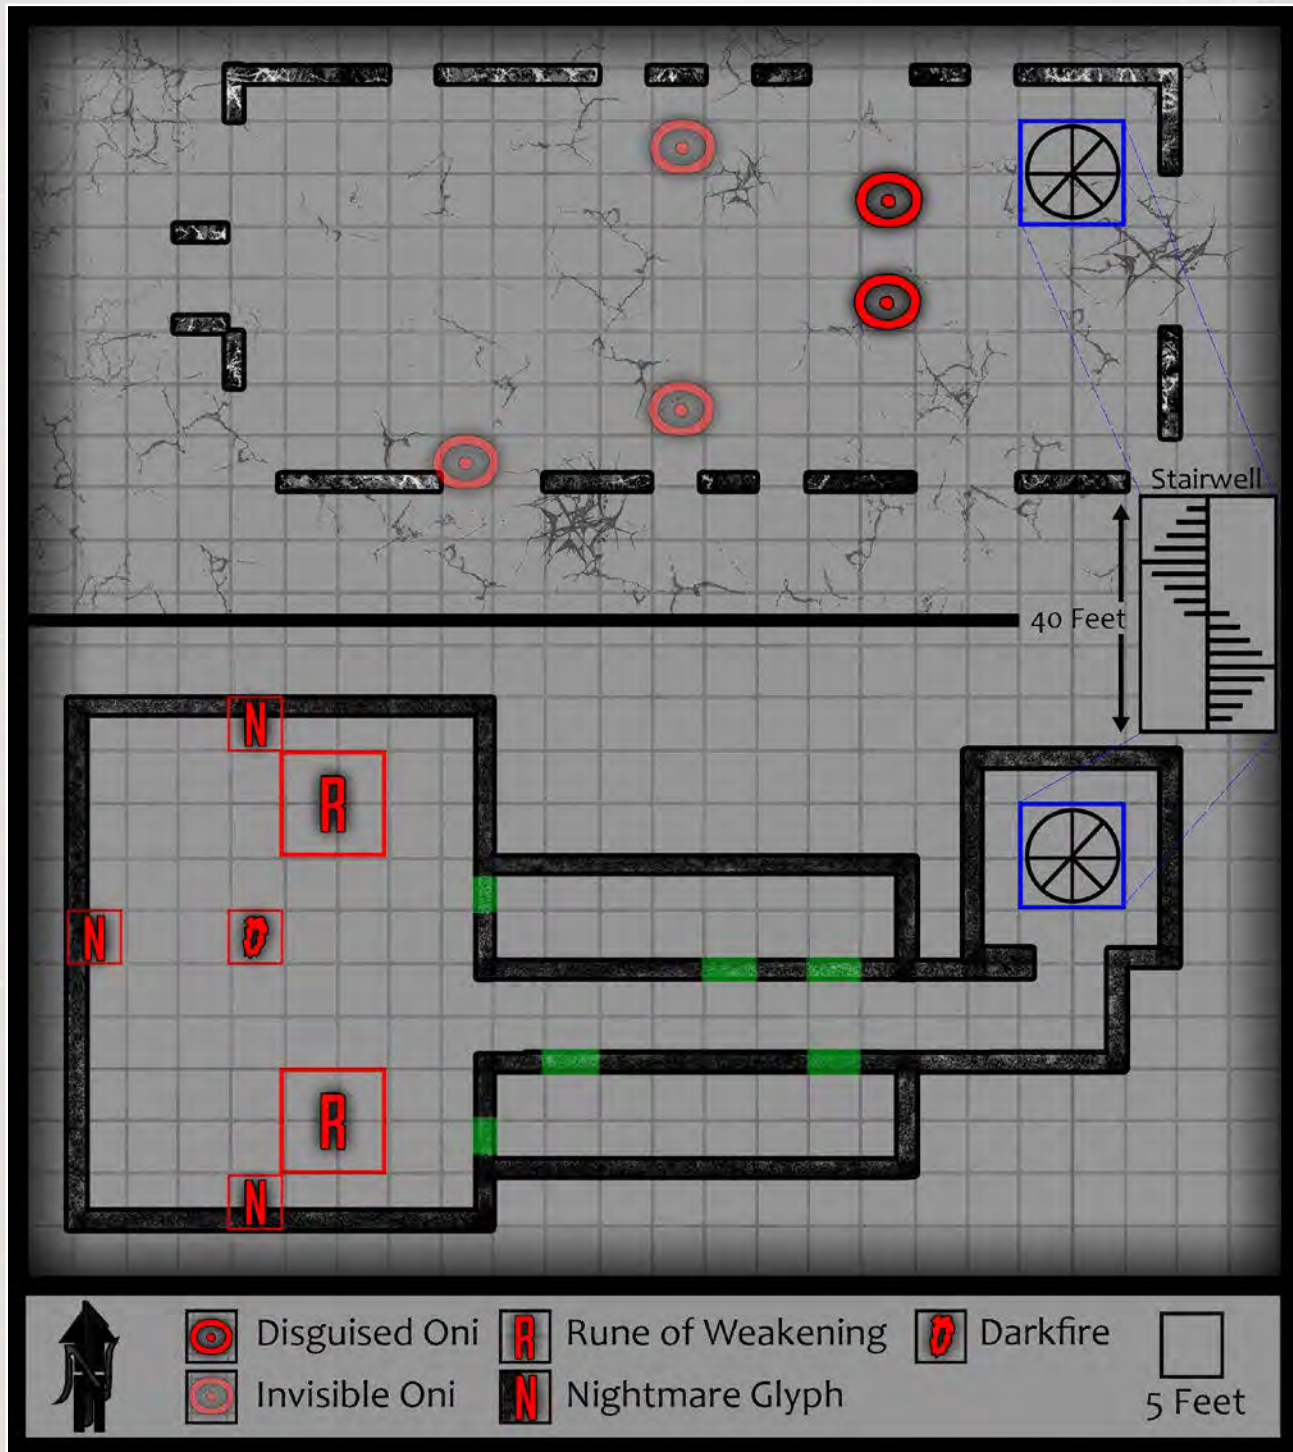 Stairwell
40 Feet
N
R
N
D
R
N
N
Disguised Oni
R
Rune of Weakening
D
Darkfire
Invisible Oni
N
Nightmare Glyph
5 Feet